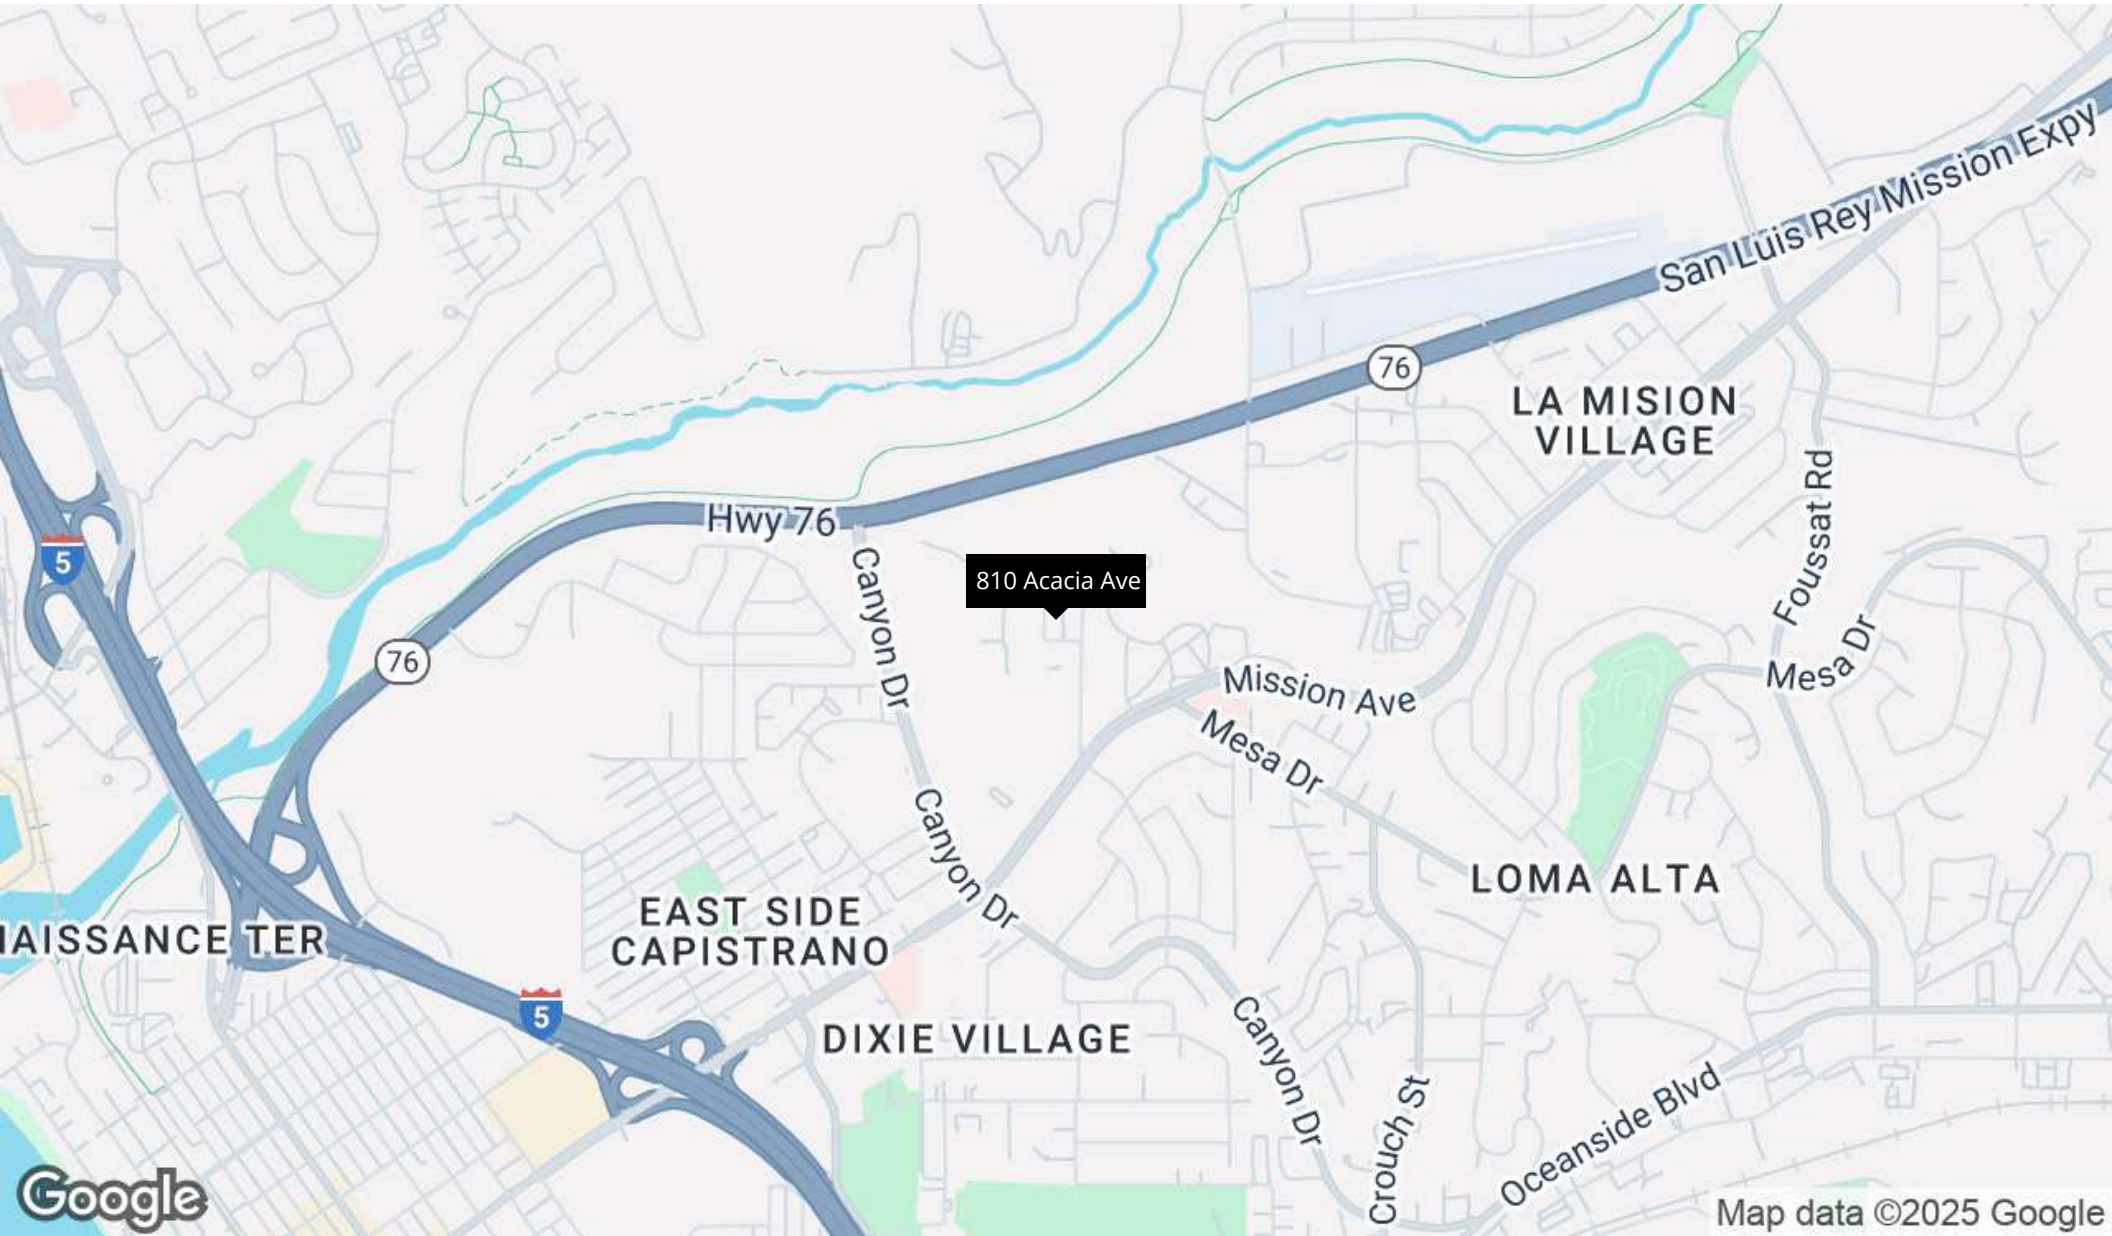 San Luis Rey Mission Expy
76
LA MISION
VILLAGE
Hwy 76
Foussat Rd
5
Canyon Dr
810 Acacia Ave
76
Mission Ave
Mesa Dr
Mesa Dr
Canyon Dr
LOMA ALTA
EAST SIDE
CAPISTRANO
NAISSANCE TER
5
DIXIE VILLAGE
Canyon Dr
Crouch St
Oceanside Blvd
Google
Map data ©2025 Google